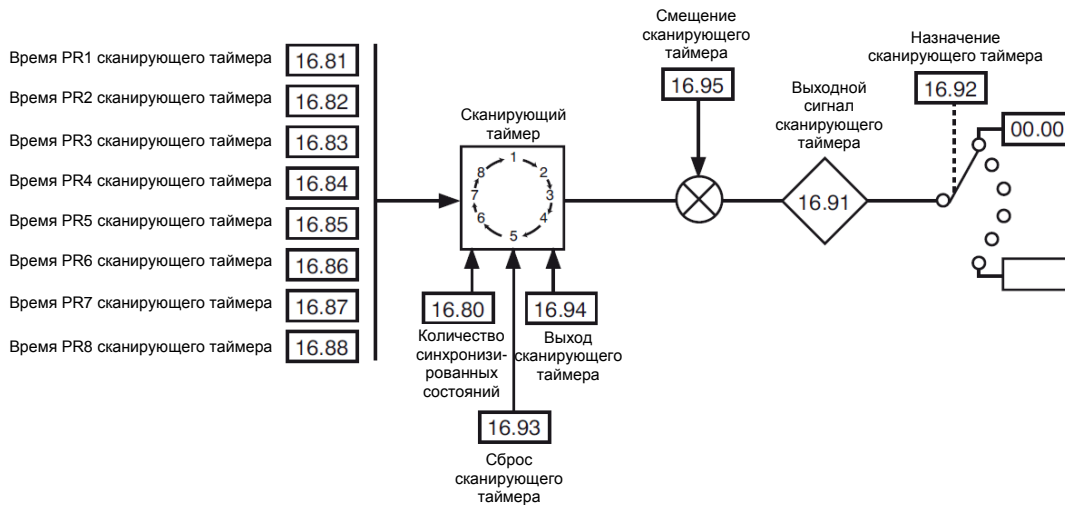 Время PR1 сканирующего таймера 16.81
Время PR2 сканирующего таймера 16.82
Время PR3 сканирующего таймера 16.83
Время PR4 сканирующего таймера 16.84
Время PR5 сканирующего таймера 16.85
Время PR6 сканирующего таймера 16.86
Время PR7 сканирующего таймера 16.87
Время PR8 сканирующего таймера 16.88
Сканирующий
таймер
1
2
3
4
5
6
7
8
16.80
Количество
синхронизи-
рованных
состояний
16.93
Сброс
сканирующего
таймера
16.94
Выход
сканирующего
таймера
Смещение
сканирующего
таймера
16.95
Выходной
сигнал
сканирующего
таймера
16.91
Назначение
сканирующего таймера
16.92
00.00